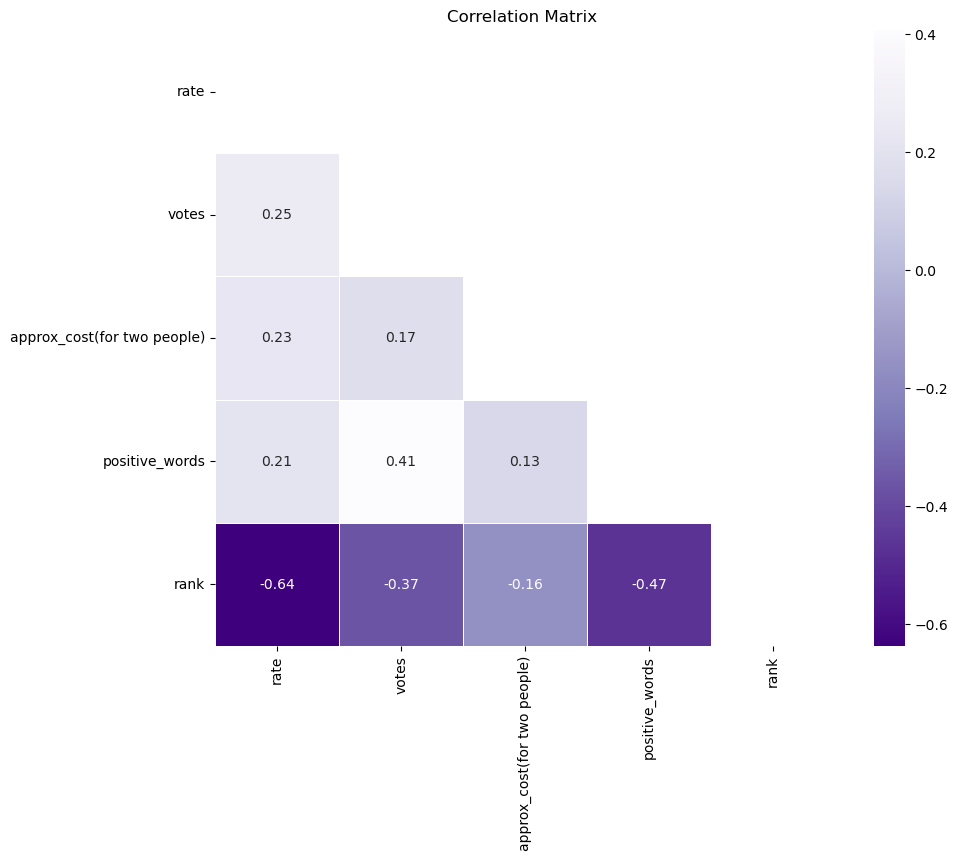 Correlation Matrix
rate
votes
0.25
approx_cost(for two people)
0.23 0.17
positive_words
0.21 0.41 0.13
rank
-0.64 -0.37 -0.16 -0.47
rate
votes
approx_cost(for two people)
positive_words
rank
0.4
0.2
0.0
−0.2
−0.4
−0.6